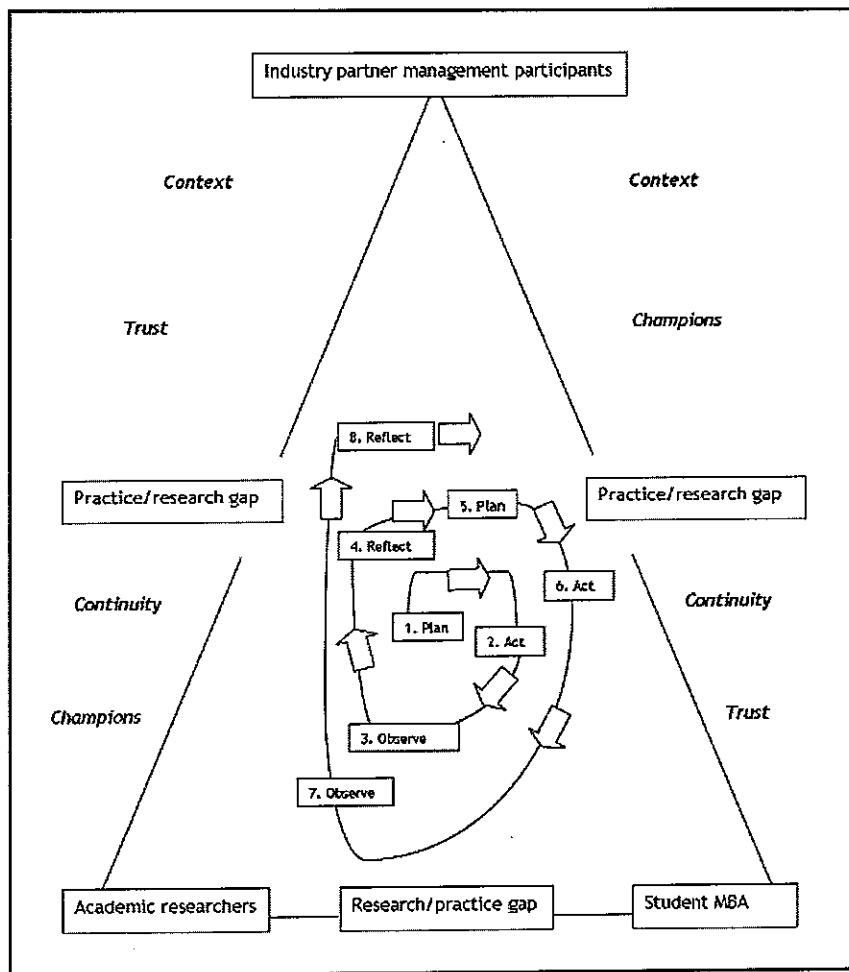 Industry partner management participants
Context
Context
Trust
Champions
8. Reflect
Practice/research gap
5. Plan
Practice/research gap
4. Reflect
6. Act
Continuity
1. Plan
Continuity
2. Act
Champions
3. Observe
Trust
7. Observe
Academic researchers
Research/practice gap
Student MBA